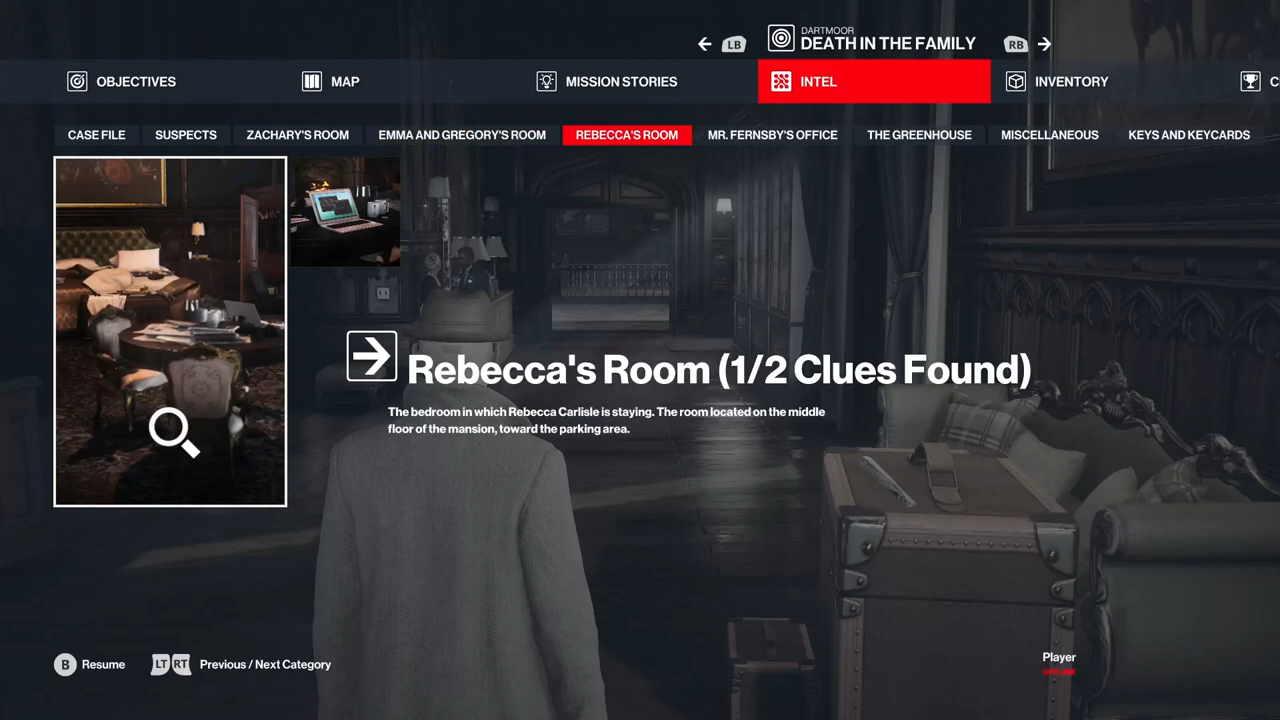 LB
DARTMOOR
DEATH IN THE FAMILY
RB
OBJECTIVES
MAP
MISSION STORIES
INTEL
INVENTORY
C
CASE FILE
SUSPECTS
ZACHARY'S ROOM
EMMA AND GREGORY'S ROOM
REBECCA'S ROOM
MR. FERNSBY'S OFFICE
THE GREENHOUSE
MISCELLANEOUS
KEYS AND KEYCARDS
Rebecca's Room (1/2 Clues Found)
The bedroom in which Rebecca Carlisle is staying. The room located on the middle
floor of the mansion, toward the parking area.
B Resume
LT RT Previous / Next Category
Player
OFFLINE